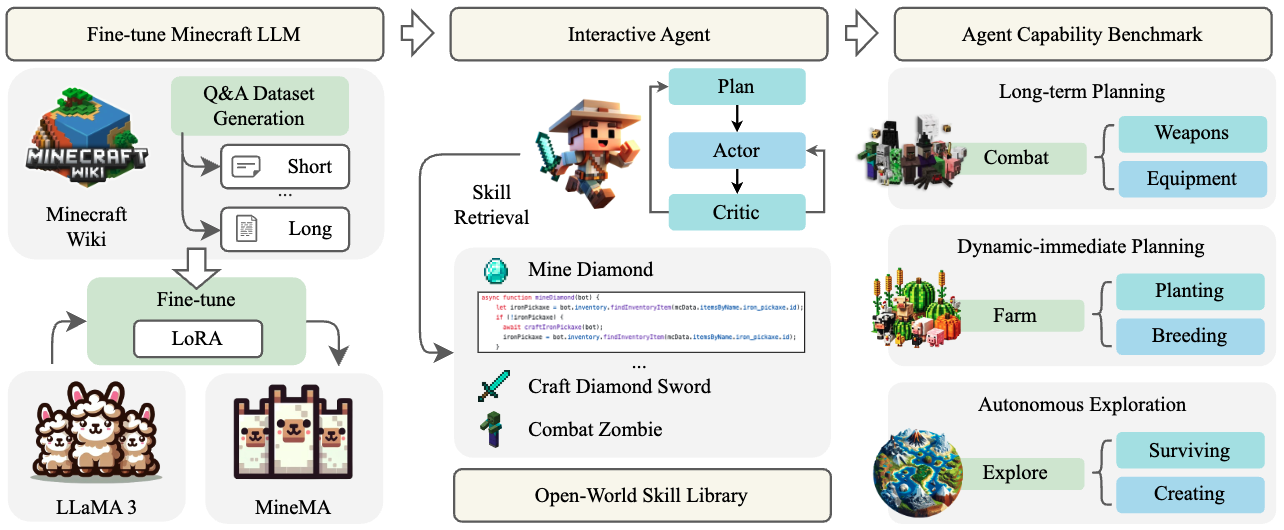 Fine-tune Minecraft LLM
Interactive Agent
Agent Capability Benchmark
Q&A Dataset
Generation
MINECRAFT
WIKI
Short
...
Long
Minecraft
Wiki
Fine-tune
LoRA
LLaMA 3
MineMA
Plan
Actor
Critic
Skill
Retrieval
Mine Diamond
async function mineDiamond(bot) {
let ironPickaxe = bot.inventory.findInventoryItem(mcData.itemsByName.iron_pickaxe.id);
if (!ironPickaxe) {
await craftIronPickaxe(bot);
ironPickaxe = bot.inventory.findInventoryItem(mcData.itemsByName.iron_pickaxe.id);
}
...
Craft Diamond Sword
Combat Zombie
Open-World Skill Library
Long-term Planning
Combat
Weapons
Equipment
Dynamic-immediate Planning
Farm
Planting
Breeding
Autonomous Exploration
Explore
Surviving
Creating